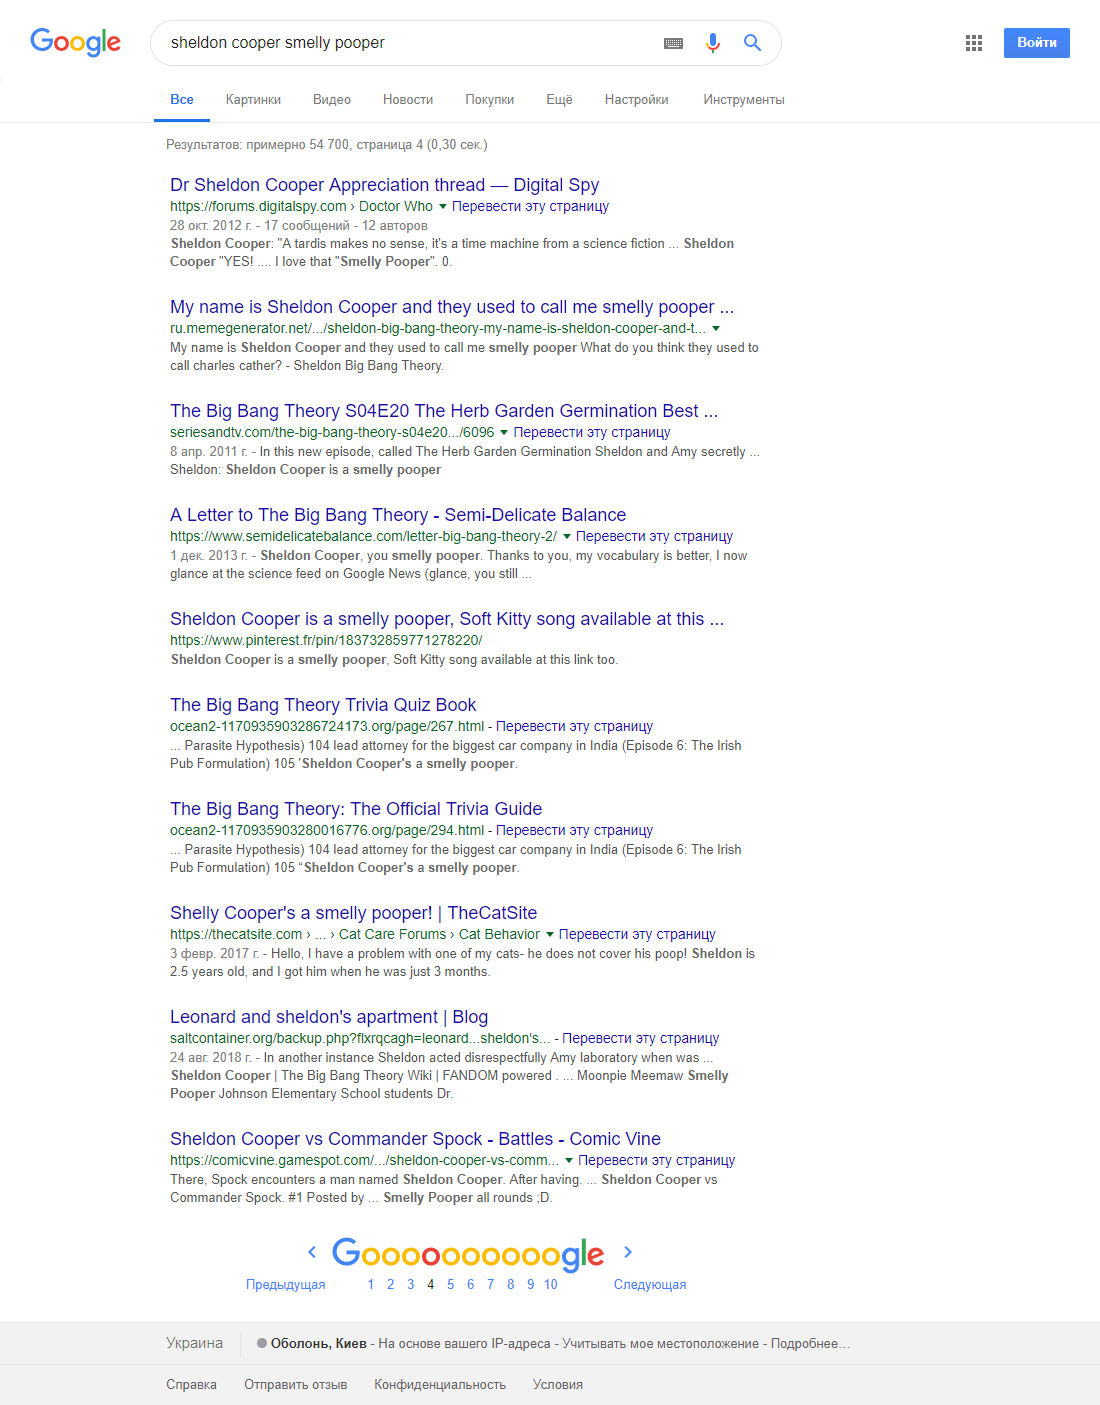 Google
sheldon cooper smelly pooper
Войти
Все Картинки Видео Новости Покупки Ещё Настройки Инструменты
Результатов: примерно 54 700, страница 4 (0,30 сек.)
Dr Sheldon Cooper Appreciation thread — Digital Spy
https://forums.digitalspy.com › Doctor Who Перевести эту страницу
28 окт. 2012 г. - 17 сообщений - 12 авторов
Sheldon Cooper: "A tardis makes no sense, it's a time machine from a science fiction ... Sheldon
Cooper "YES! .... I love that "Smelly Pooper". 0.
My name is Sheldon Cooper and they used to call me smelly pooper ...
ru.memegenerator.net/.../sheldon-big-bang-theory-my-name-is-sheldon-cooper-and-t...
My name is Sheldon Cooper and they used to call me smelly pooper What do you think they used to
call charles cather? - Sheldon Big Bang Theory.
The Big Bang Theory S04E20 The Herb Garden Germination Best ...
seriesandtv.com/the-big-bang-theory-s04e20.../6096 Перевести эту страницу
8 апр. 2011 г. - In this new episode, called The Herb Garden Germination Sheldon and Amy secretly ...
Sheldon: Sheldon Cooper is a smelly pooper
A Letter to The Big Bang Theory - Semi-Delicate Balance
https://www.semidelicatebalance.com/letter-big-bang-theory-2/ Перевести эту страницу
1 дек. 2013 г. - Sheldon Cooper, you smelly pooper. Thanks to you, my vocabulary is better, I now
glance at the science feed on Google News (glance, you still ...
Sheldon Cooper is a smelly pooper, Soft Kitty song available at this ...
https://www.pinterest.fr/pin/183732859771278220/
Sheldon Cooper is a smelly pooper, Soft Kitty song available at this link too.
The Big Bang Theory Trivia Quiz Book
ocean2-1170935903286724173.org/page/267.html - Перевести эту страницу
... Parasite Hypothesis) 104 lead attorney for the biggest car company in India (Episode 6: The Irish
Pub Formulation) 105 'Sheldon Cooper's a smelly pooper.
The Big Bang Theory: The Official Trivia Guide
ocean2-1170935903280016776.org/page/294.html - Перевести эту страницу
... Parasite Hypothesis) 104 lead attorney for the biggest car company in India (Episode 6: The Irish
Pub Formulation) 105 “Sheldon Cooper's a smelly pooper.
Shelly Cooper's a smelly pooper! | TheCatSite
https://thecatsite.com › ... › Cat Care Forums › Cat Behavior Перевести эту страницу
3 февр. 2017 г. - Hello, I have a problem with one of my cats- he does not cover his poop! Sheldon is
2.5 years old, and I got him when he was just 3 months.
Leonard and sheldon's apartment | Blog
saltcontainer.org/backup.php?flxrqcagh=leonard...sheldon's... - Перевести эту страницу
24 авг. 2018 г. - In another instance Sheldon acted disrespectfully Amy laboratory when was ...
Sheldon Cooper | The Big Bang Theory Wiki | FANDOM powered . ... Moonpie Meemaw Smelly
Pooper Johnson Elementary School students Dr.
Sheldon Cooper vs Commander Spock - Battles - Comic Vine
https://comicvine.gamespot.com/.../sheldon-cooper-vs-comm... Перевести эту страницу
There, Spock encounters a man named Sheldon Cooper. After having. ... Sheldon Cooper vs
Commander Spock. #1 Posted by ... Smelly Pooper all rounds ;D.
Goooooooooogle
Предыдущая 1 2 3 4 5 6 7 8 9 10 Следующая
Украина Оболонь, Киев - На основе вашего IP-адреса - Учитывать мое местоположение - Подробнее...
Справка Отправить отзыв Конфиденциальность Условия